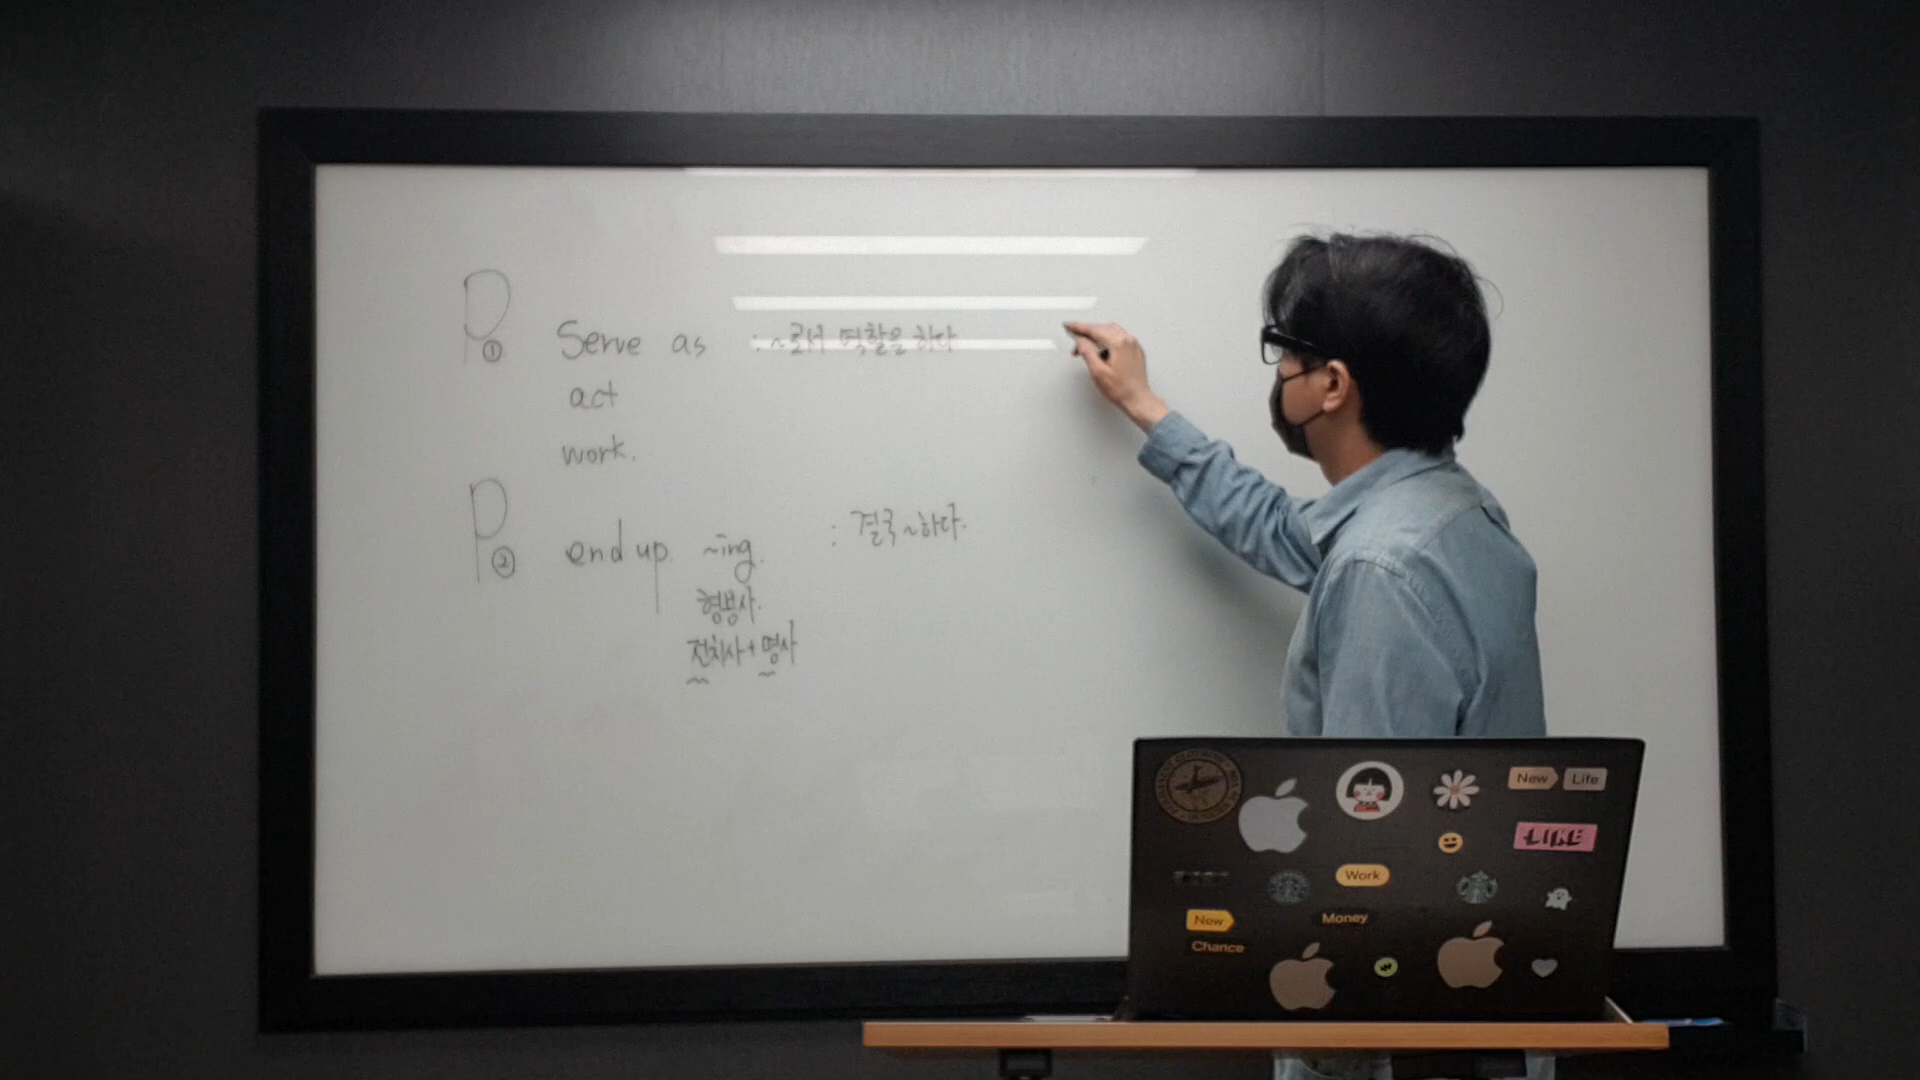 P① Serve as : ~로서 역할을 하다
act
work.
P② end up ~ing. : 결국 ~하다.
형용사.
전치사+명사
New Life
LIKE
Work
New
Money
Chance